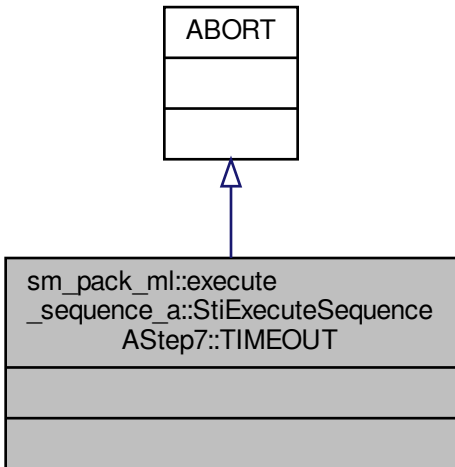 ABORT
sm_pack_ml::execute
_sequence_a::StiExecuteSequence
AStep7::TIMEOUT